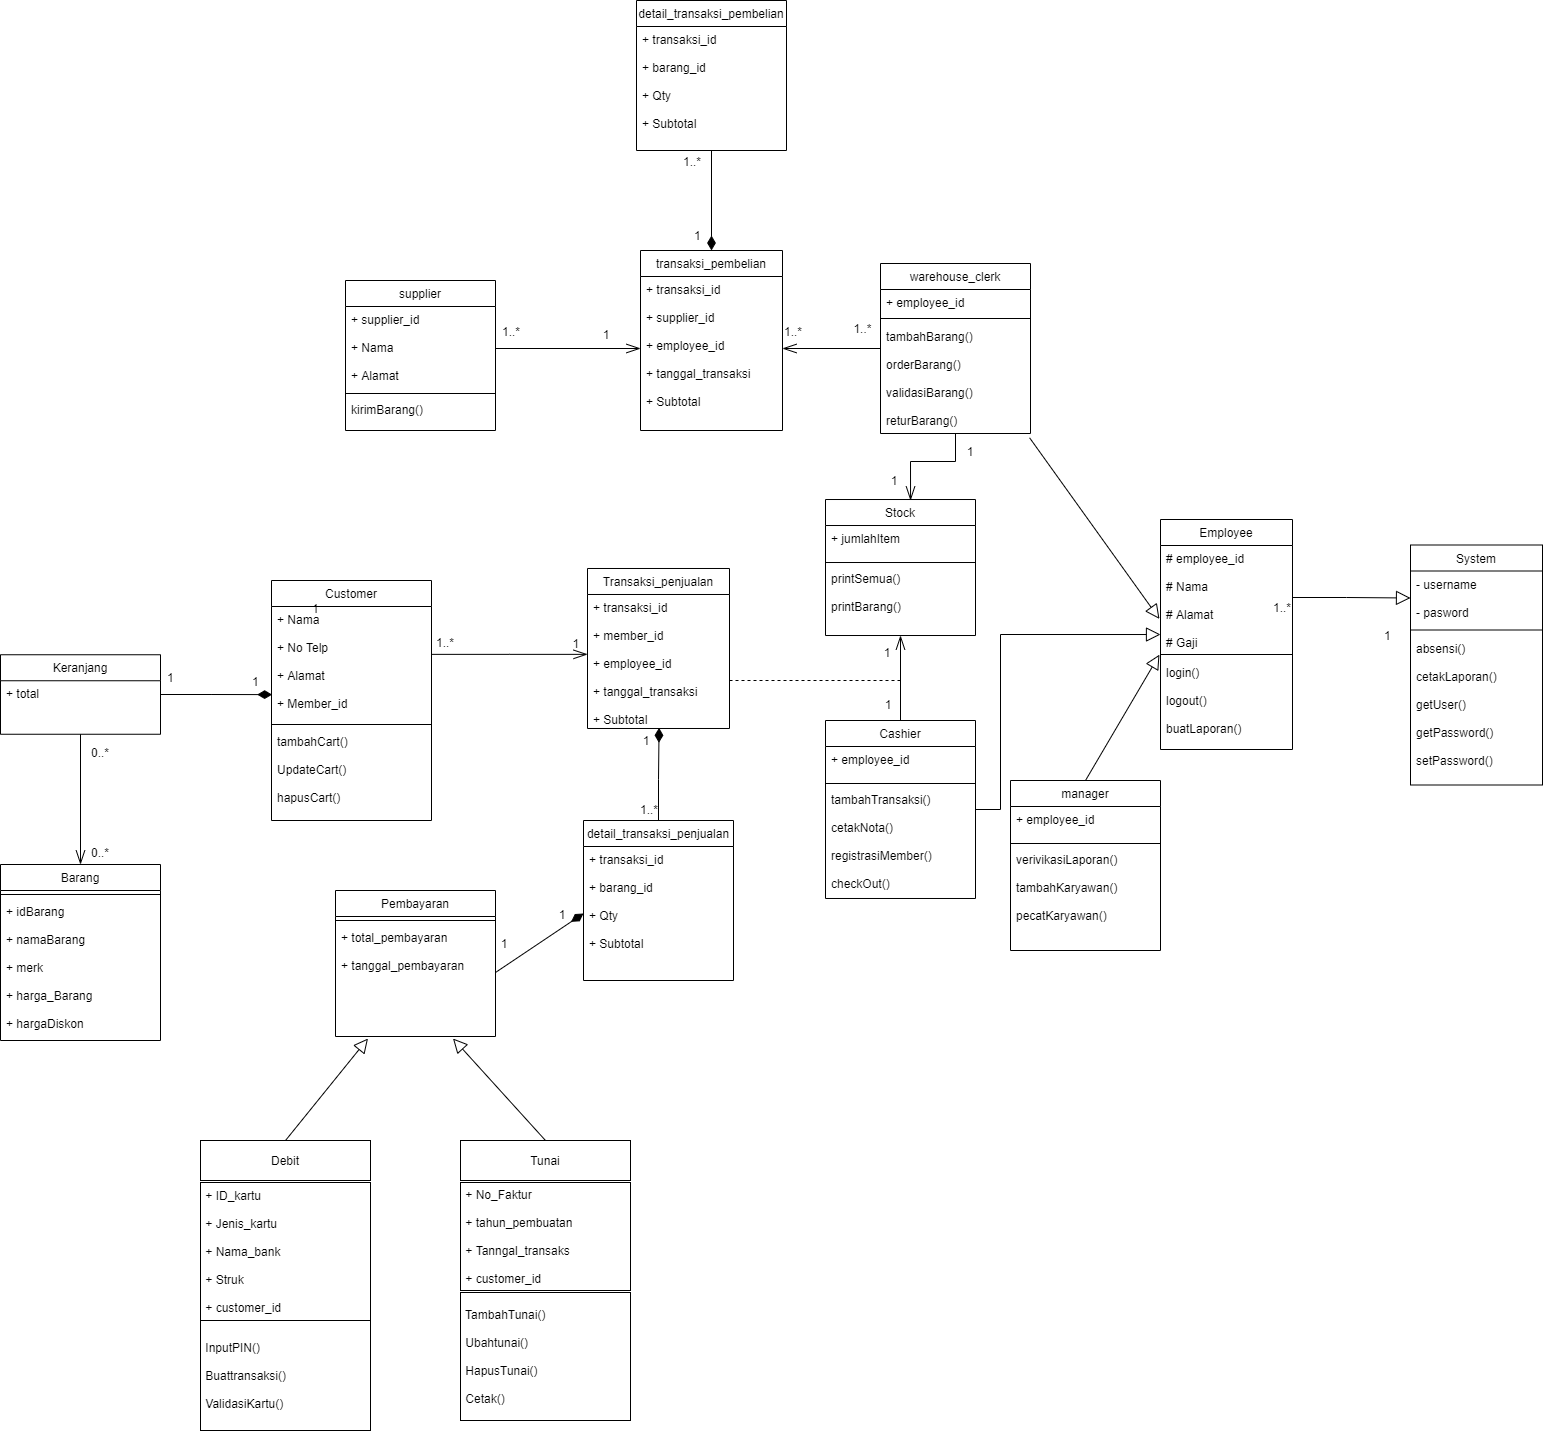 detail_transaksi_pembelian
+ transaksi_id
+ barang_id
+ Qty
+ Subtotal
1..*
1
transaksi_pembelian
+ transaksi_id
+ supplier_id
+ employee_id
+ tanggal_transaksi
+ Subtotal
supplier
+ supplier_id
+ Nama
+ Alamat
kirimBarang()
1..*
1
1..*
1..*
warehouse_clerk
+ employee_id
tambahBarang()
orderBarang()
validasiBarang()
returBarang()
1
1
Stock
+ jumlahItem
printSemua()
printBarang()
1
1
Employee
# employee_id
# Nama
# Alamat
# Gaji
login()
logout()
buatLaporan()
1..*
1
System
- username
- pasword
absensi()
cetakLaporan()
getUser()
getPassword()
setPassword()
Customer
1
+ Nama
+ No Telp
+ Alamat
+ Member_id
tambahCart()
UpdateCart()
hapusCart()
1..*
1
Transaksi_penjualan
+ transaksi_id
+ member_id
+ employee_id
+ tanggal_transaksi
+ Subtotal
1
1..*
Keranjang
+ total
1
1
0..*
0..*
Barang
+ idBarang
+ namaBarang
+ merk
+ harga_Barang
+ hargaDiskon
Cashier
+ employee_id
tambahTransaksi()
cetakNota()
registrasiMember()
checkOut()
manager
+ employee_id
verivikasiLaporan()
tambahKaryawan()
pecatKaryawan()
detail_transaksi_penjualan
+ transaksi_id
+ barang_id
+ Qty
+ Subtotal
1
1
Pembayaran
+ total_pembayaran
+ tanggal_pembayaran
Debit
+ ID_kartu
+ Jenis_kartu
+ Nama_bank
+ Struk
+ customer_id
InputPIN()
Buattransaksi()
ValidasiKartu()
Tunai
+ No_Faktur
+ tahun_pembuatan
+ Tanngal_transaks
+ customer_id
TambahTunai()
Ubahtunai()
HapusTunai()
Cetak()